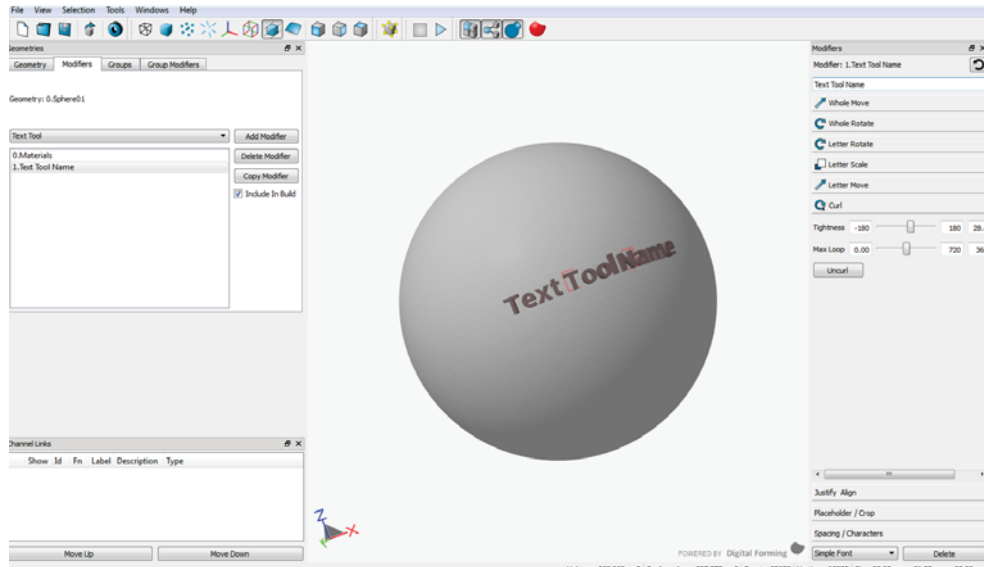 File View Selection Tools Windows Help
Geometries
Geometry Modifiers Groups Group Modifiers
Geometry: 0.Sphere01
Text Tool
Add Modifier
0.Materials
1.Text Tool Name
Delete Modifier
Copy Modifier
Include In Build
Channel Links
Show Id Fn Label Description Type
Move Up
Move Down
Text Tool Name
Z
X
POWERED BY Digital Forming
Modifiers
Modifier: 1.Text Tool Name
Text Tool Name
Whole Move
Whole Rotate
Letter Rotate
Letter Scale
Letter Move
Curl
Tightness -180 180 28.
Max Loop 0.00 720 36
Uncurl
Justify Align
Placeholder / Crop
Spacing / Characters
Simple Font
Delete